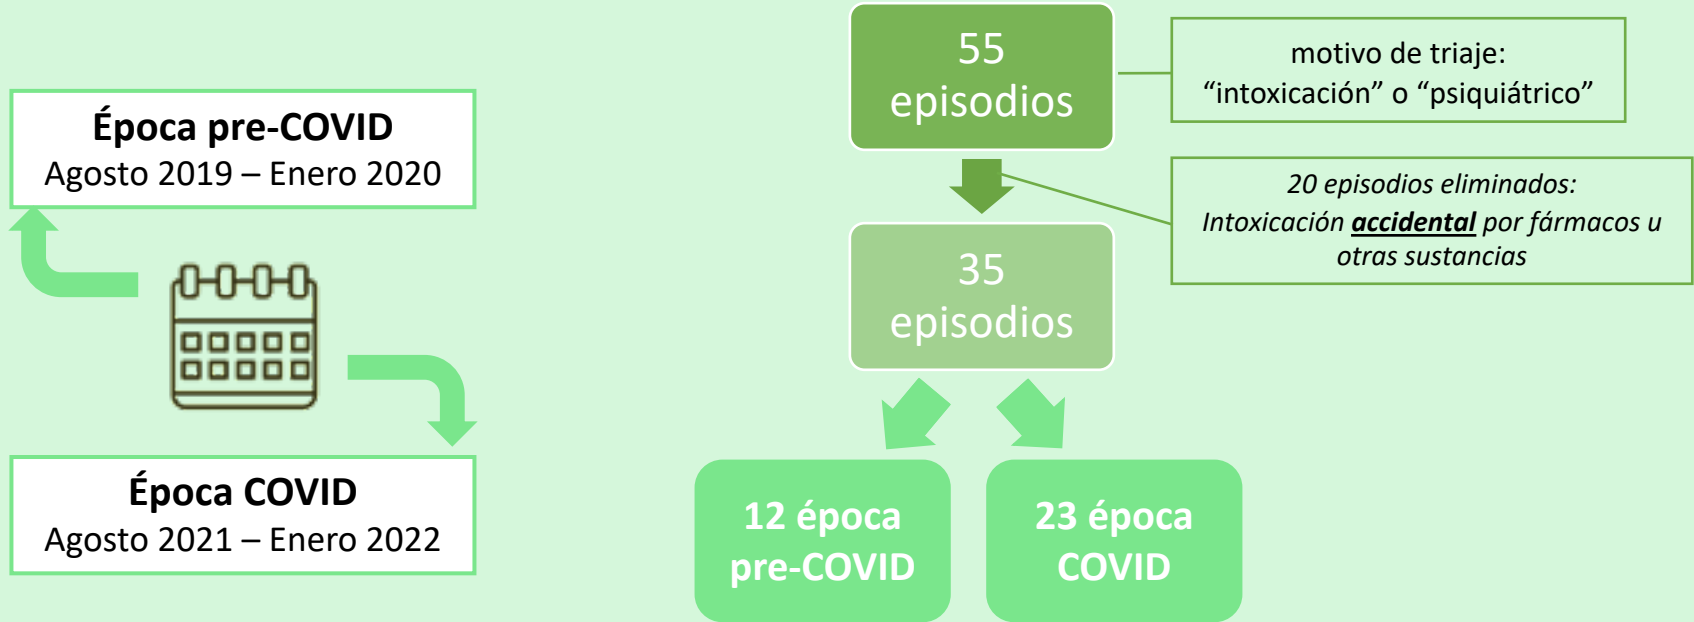 Época pre-COVID
Agosto 2019 – Enero 2020
Época COVID
Agosto 2021 – Enero 2022
55
episodios
motivo de triaje:
“intoxicación” o “psiquiátrico”
20 episodios eliminados:
Intoxicación accidental por fármacos u
otras sustancias
35
episodios
12 época
pre-COVID
23 época
COVID